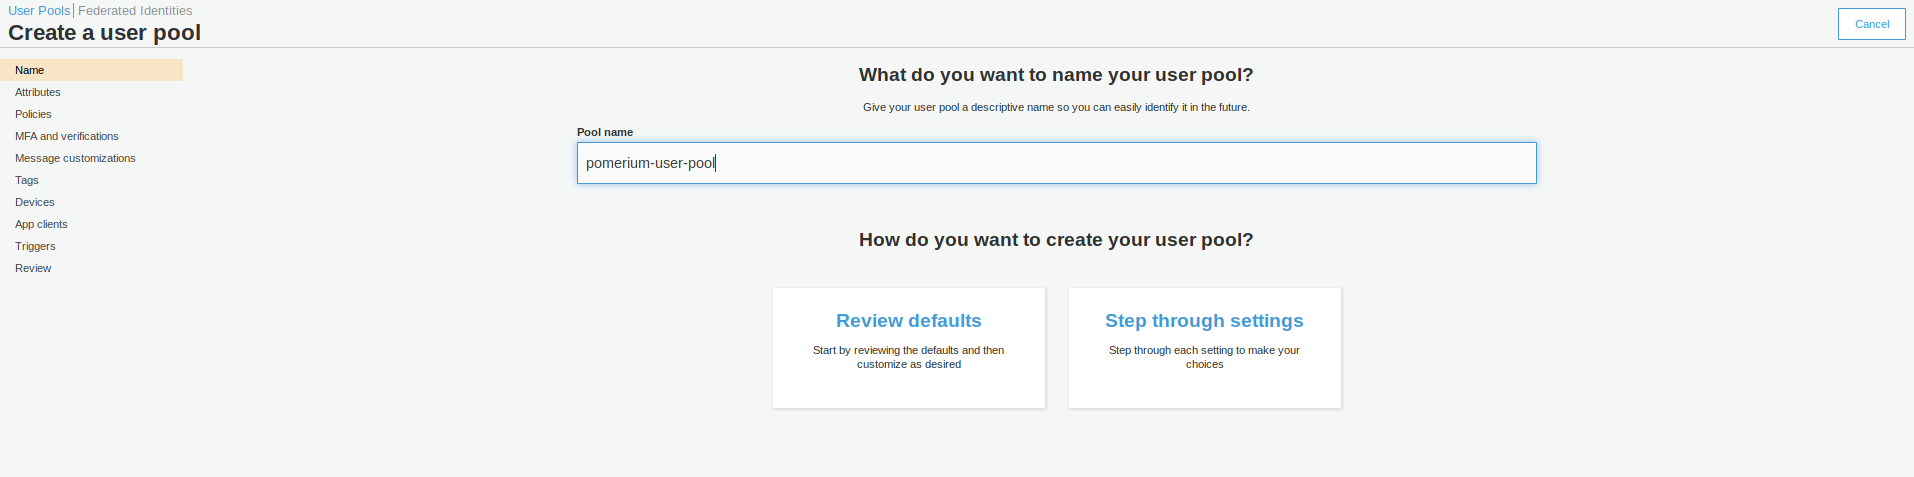 User Pools | Federated Identities
Create a user pool
Cancel
Name
Attributes
Policies
MFA and verifications
Message customizations
Tags
Devices
App clients
Triggers
Review
What do you want to name your user pool?
Give your user pool a descriptive name so you can easily identify it in the future.
Pool name
pomerium-user-pool
How do you want to create your user pool?
Review defaults
Start by reviewing the defaults and then
customize as desired
Step through settings
Step through each setting to make your
choices